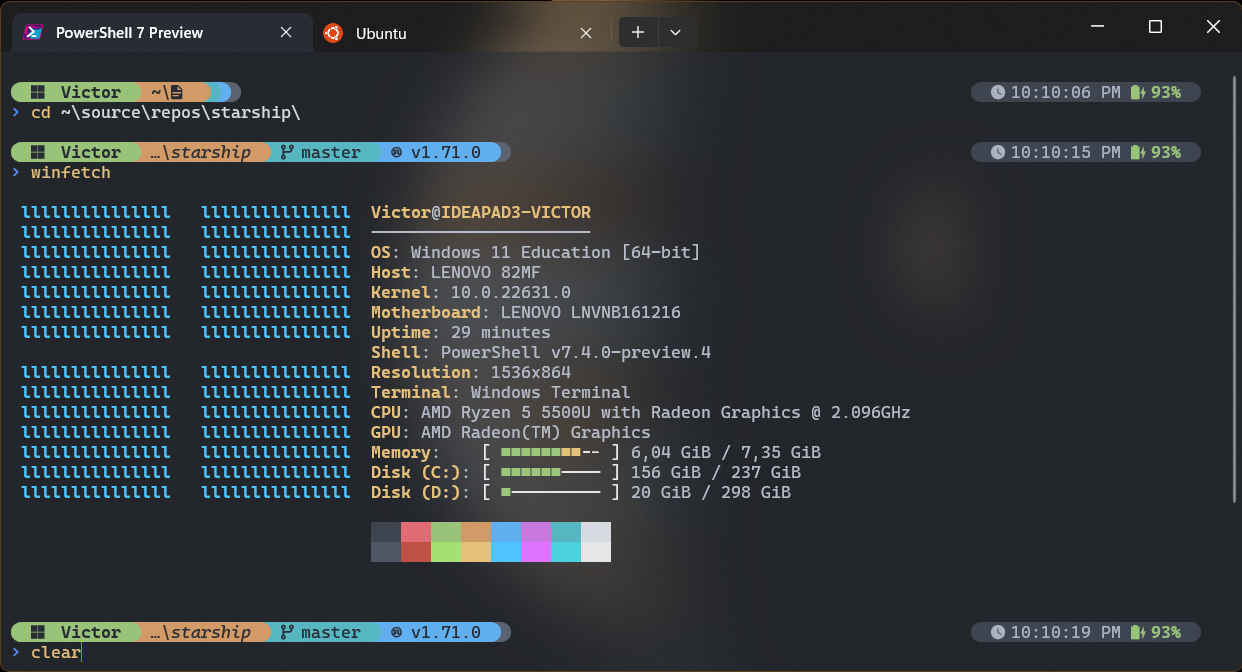 PowerShell 7 Preview
Ubuntu
Victor ~\ 10:10:06 PM 93%
› cd ~\source\repos\starship\
Victor …\starship master v1.71.0 10:10:15 PM 93%
› winfetch
lllllllllllllll   lllllllllllllll   Victor@IDEAPAD3-VICTOR
lllllllllllllll   lllllllllllllll
lllllllllllllll   lllllllllllllll   OS: Windows 11 Education [64-bit]
lllllllllllllll   lllllllllllllll   Host: LENOVO 82MF
lllllllllllllll   lllllllllllllll   Kernel: 10.0.22631.0
lllllllllllllll   lllllllllllllll   Motherboard: LENOVO LNVNB161216
lllllllllllllll   lllllllllllllll   Uptime: 29 minutes
Shell: PowerShell v7.4.0-preview.4
lllllllllllllll   lllllllllllllll   Resolution: 1536x864
lllllllllllllll   lllllllllllllll   Terminal: Windows Terminal
lllllllllllllll   lllllllllllllll   CPU: AMD Ryzen 5 5500U with Radeon Graphics @ 2.096GHz
lllllllllllllll   lllllllllllllll   GPU: AMD Radeon(TM) Graphics
lllllllllllllll   lllllllllllllll   Memory: [ ■■■■■■■■-- ] 6,04 GiB / 7,35 GiB
lllllllllllllll   lllllllllllllll   Disk (C:): [ ■■■■■■---- ] 156 GiB / 237 GiB
lllllllllllllll   lllllllllllllll   Disk (D:): [ ■--------- ] 20 GiB / 298 GiB
Victor …\starship master v1.71.0 10:10:19 PM 93%
› clear